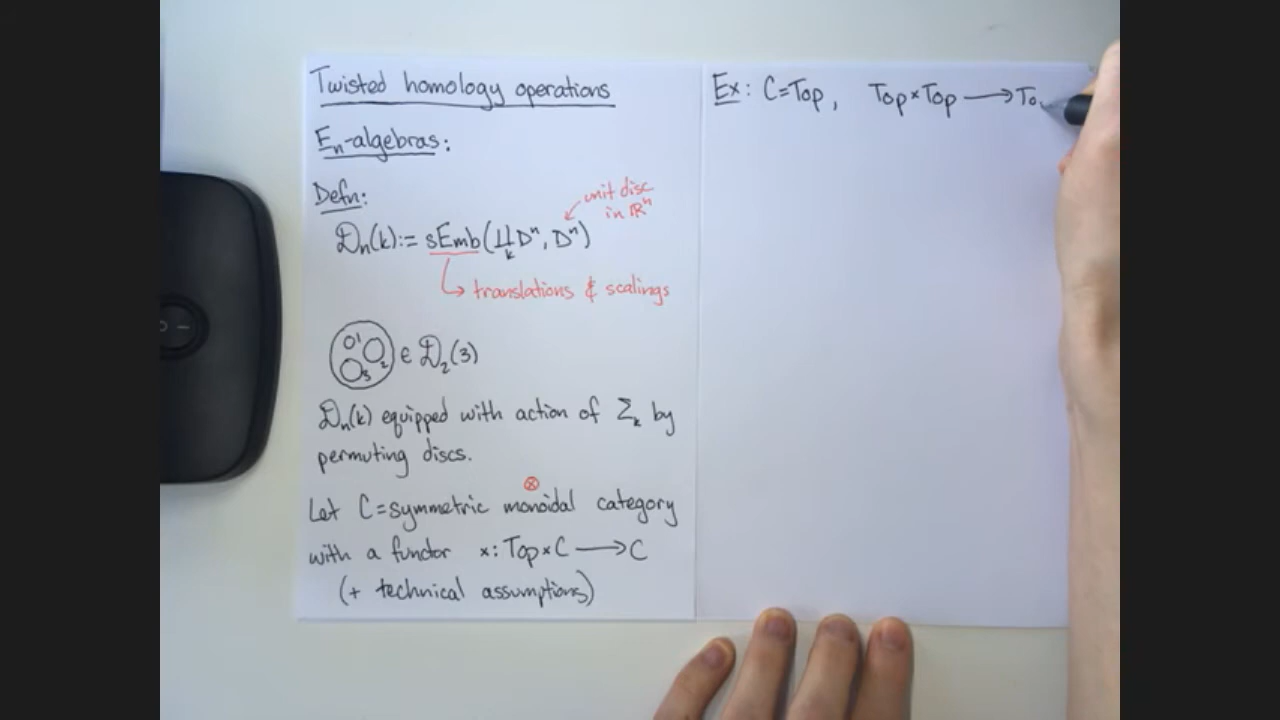 Twisted homology operations
Eₙ-algebras:
Defn:
𝒟ₙ(k) := sEmb(∐ₖ Dⁿ, Dⁿ)
unit disc
in ℝⁿ
translations & scalings
1 2 3 ∈ 𝒟₂(3)
𝒟ₙ(k) equipped with action of Σₖ by
permuting discs.
⊗
Let C = symmetric monoidal category
with a functor ×: Top × C ⟶ C
(+ technical assumptions)
Ex: C = Top, Top × Top ⟶ To